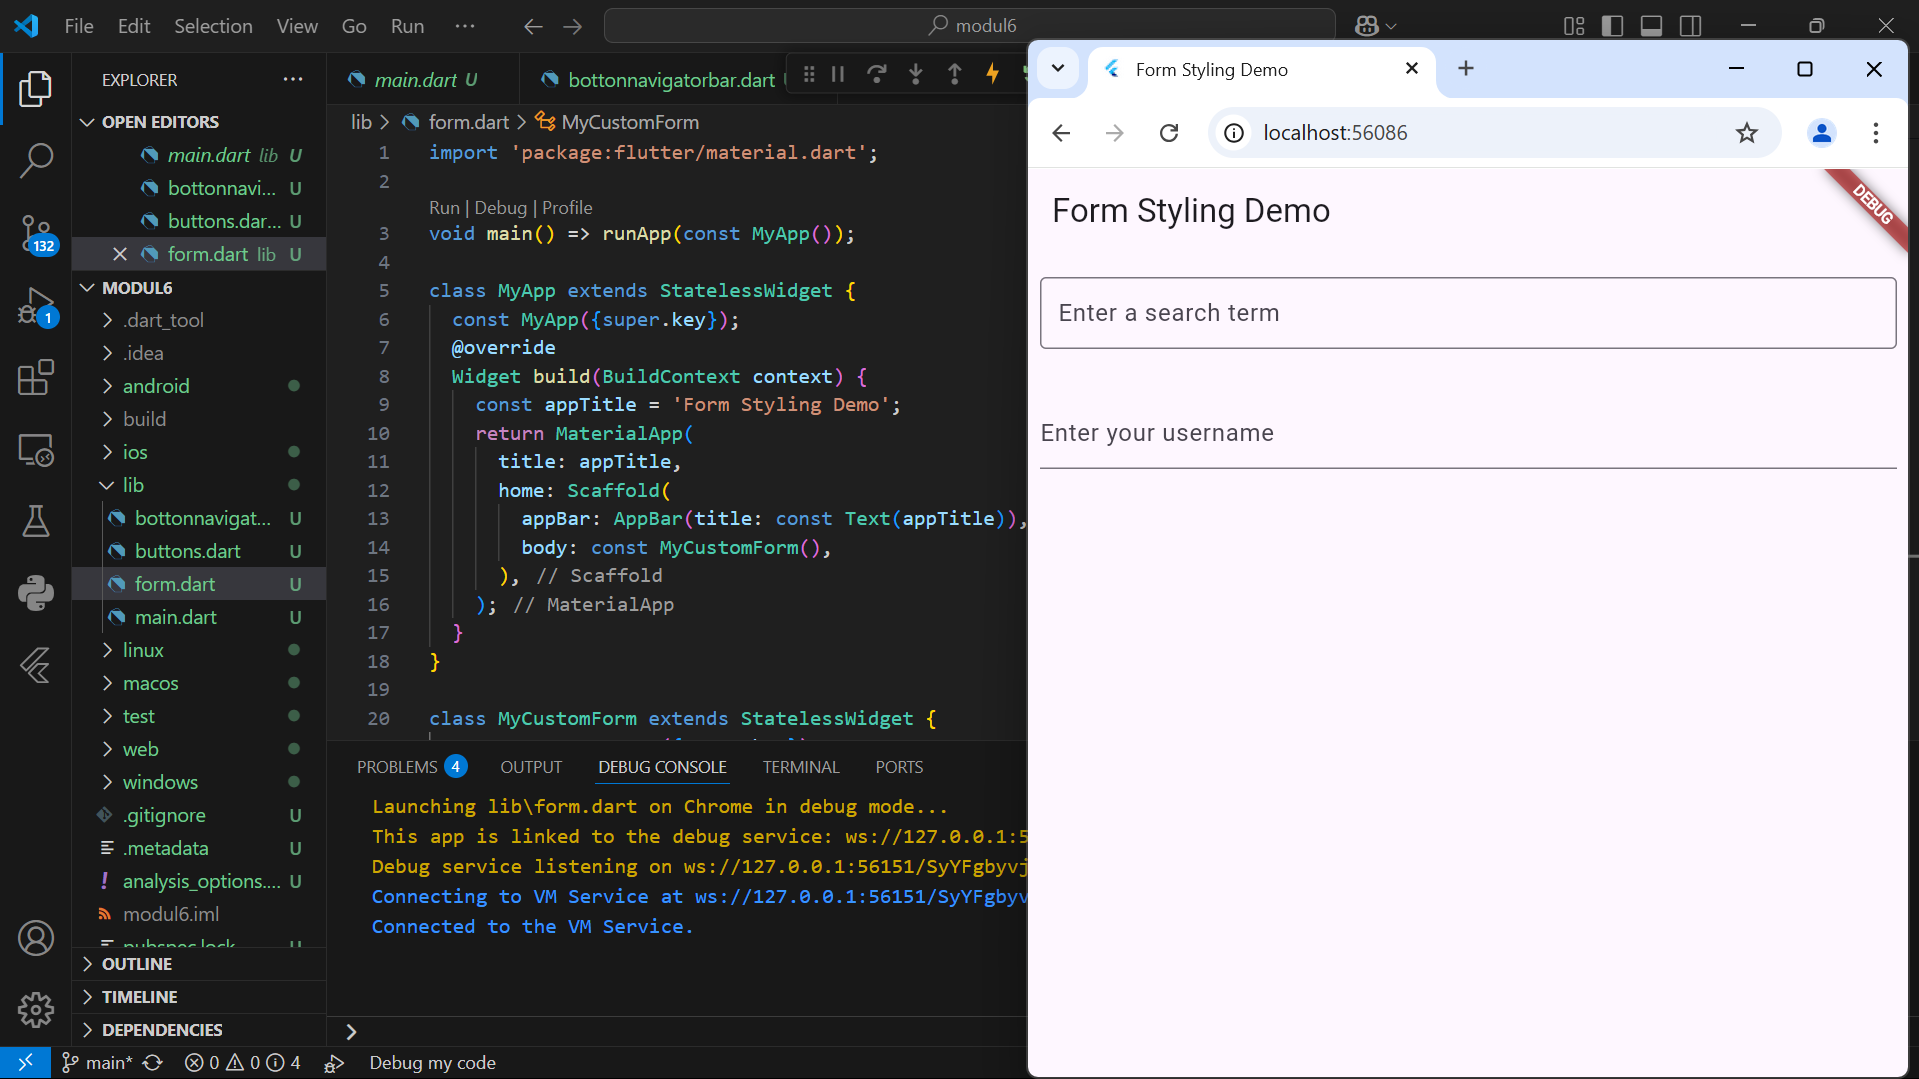 File Edit Selection View Go Run ···
modul6
EXPLORER
OPEN EDITORS
main.dart lib U
bottonnavi... U
buttons.dar... U
form.dart lib U
MODUL6
.dart_tool
.idea
android
build
ios
lib
bottonnavigat... U
buttons.dart U
form.dart U
main.dart U
linux
macos
test
web
windows
.gitignore U
.metadata U
analysis_options.... U
modul6.iml
pubspec.lock U
OUTLINE
TIMELINE
DEPENDENCIES
132
1
main.dart U
bottonnavigatorbar.dart
lib > form.dart > MyCustomForm
1 import 'package:flutter/material.dart';
2
Run | Debug | Profile
3 void main() => runApp(const MyApp());
4
5 class MyApp extends StatelessWidget {
6 const MyApp({super.key});
7 @override
8 Widget build(BuildContext context) {
9 const appTitle = 'Form Styling Demo';
10 return MaterialApp(
11 title: appTitle,
12 home: Scaffold(
13 appBar: AppBar(title: const Text(appTitle)),
14 body: const MyCustomForm(),
15 ), // Scaffold
16 ); // MaterialApp
17 }
18 }
19
20 class MyCustomForm extends StatelessWidget {
PROBLEMS 4 OUTPUT DEBUG CONSOLE TERMINAL PORTS
Launching lib\form.dart on Chrome in debug mode...
This app is linked to the debug service: ws://127.0.0.1:5
Debug service listening on ws://127.0.0.1:56151/SyYFgbyvj
Connecting to VM Service at ws://127.0.0.1:56151/SyYFgbyv
Connected to the VM Service.
main* 0 0 4 Debug my code
Form Styling Demo
localhost:56086
Form Styling Demo
DEBUG
Enter a search term
Enter your username